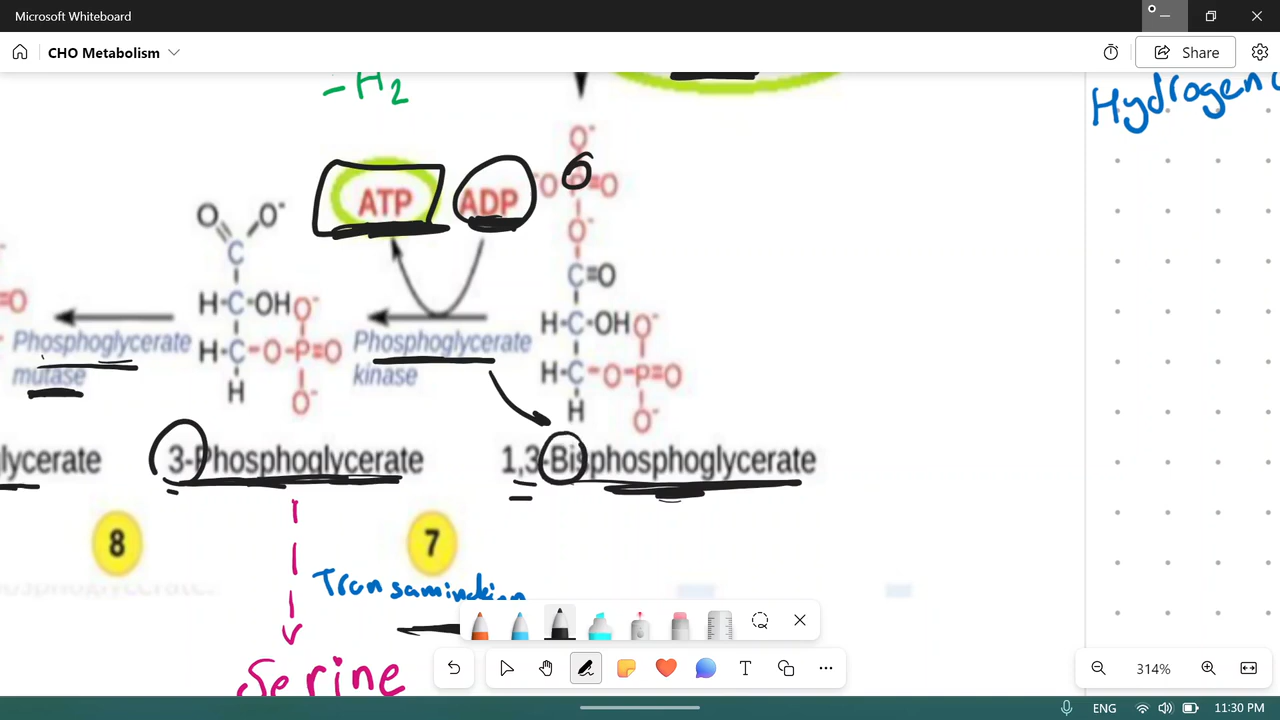 Microsoft Whiteboard
CHO Metabolism
Share
- H2
Hydrogen
O-
-O P=O
O-
C=O
ATP ADP
O O-
C
H-C-OH O-
H-C-O-P=O
H O-
H-C-OH O-
H-C-O-P=O
H O-
=O
Phosphoglycerate
mutase
Phosphoglycerate
kinase
lycerate
3-Phosphoglycerate
1,3-Bisphosphoglycerate
8
7
Transamination
Serine
T
314%
ENG
11:30 PM